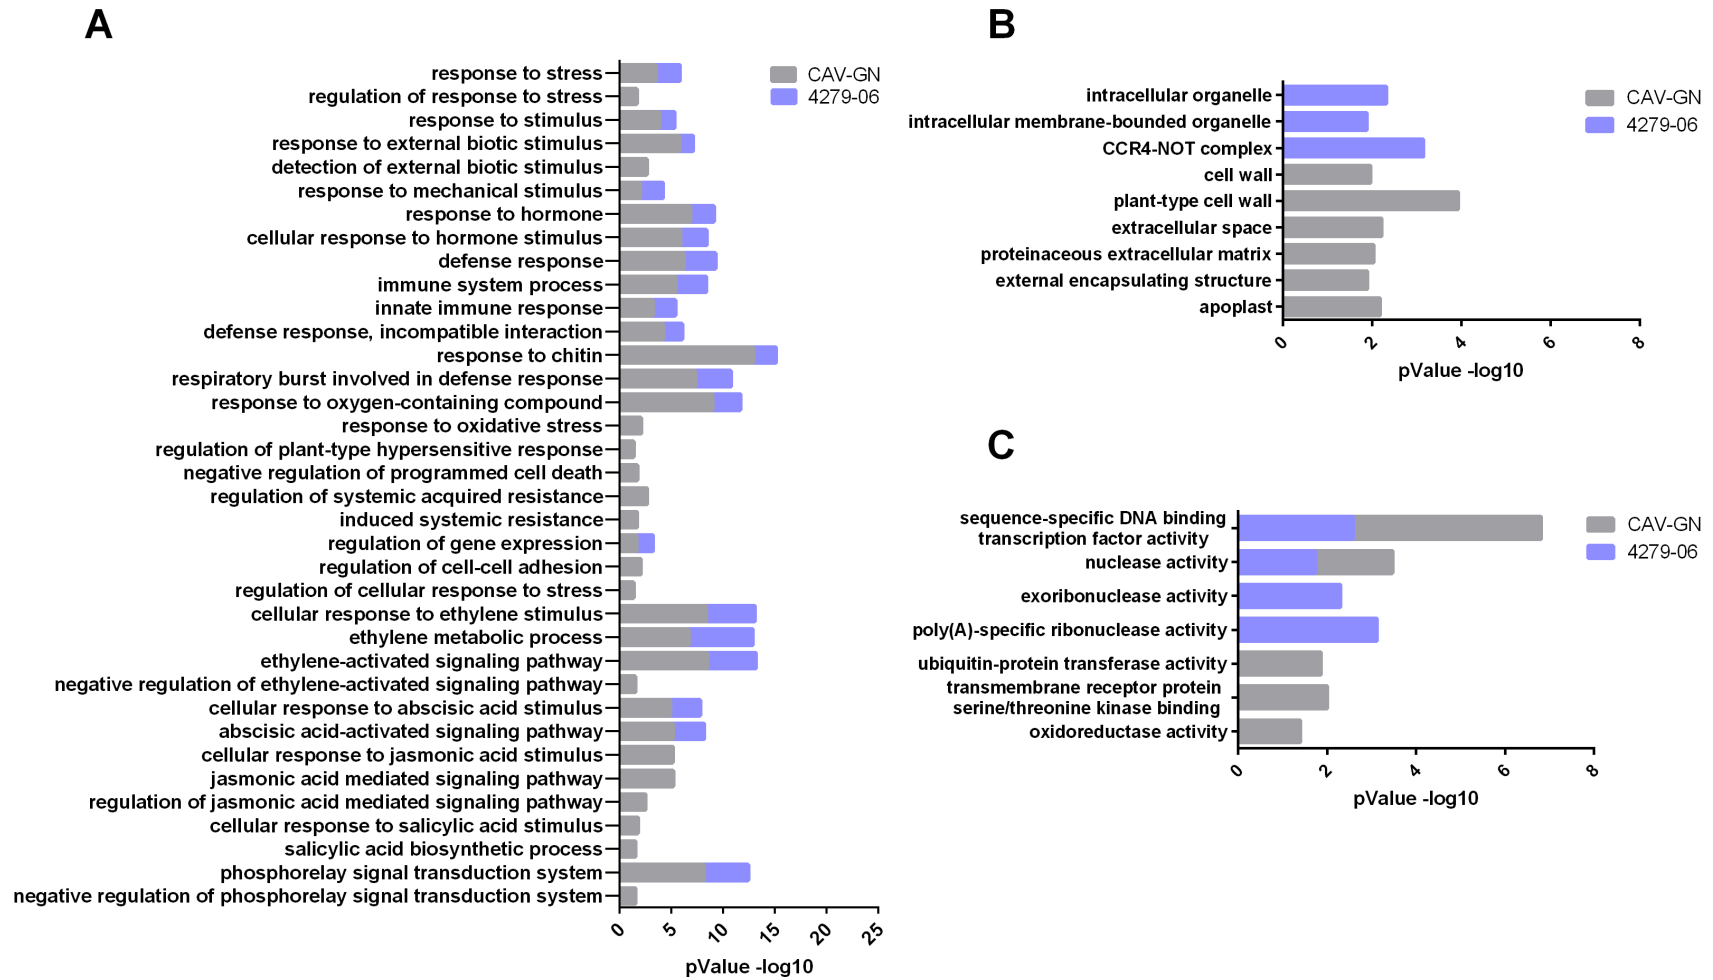 A
response to stress
regulation of response to stress
response to stimulus
response to external biotic stimulus
detection of external biotic stimulus
response to mechanical stimulus
response to hormone
cellular response to hormone stimulus
defense response
immune system process
innate immune response
defense response, incompatible interaction
response to chitin
respiratory burst involved in defense response
response to oxygen-containing compound
response to oxidative stress
regulation of plant-type hypersensitive response
negative regulation of programmed cell death
regulation of systemic acquired resistance
induced systemic resistance
regulation of gene expression
regulation of cell-cell adhesion
regulation of cellular response to stress
cellular response to ethylene stimulus
ethylene metabolic process
ethylene-activated signaling pathway
negative regulation of ethylene-activated signaling pathway
cellular response to abscisic acid stimulus
abscisic acid-activated signaling pathway
cellular response to jasmonic acid stimulus
jasmonic acid mediated signaling pathway
regulation of jasmonic acid mediated signaling pathway
cellular response to salicylic acid stimulus
salicylic acid biosynthetic process
phosphorelay signal transduction system
negative regulation of phosphorelay signal transduction system
0 5 10 15 20 25
pValue -log10
CAV-GN
4279-06
B
intracellular organelle
intracellular membrane-bounded organelle
CCR4-NOT complex
cell wall
plant-type cell wall
extracellular space
proteinaceous extracellular matrix
external encapsulating structure
apoplast
0 2 4 6 8
pValue -log10
CAV-GN
4279-06
C
sequence-specific DNA binding
transcription factor activity
nuclease activity
exoribonuclease activity
poly(A)-specific ribonuclease activity
ubiquitin-protein transferase activity
transmembrane receptor protein
serine/threonine kinase binding
oxidoreductase activity
0 2 4 6 8
pValue -log10
CAV-GN
4279-06